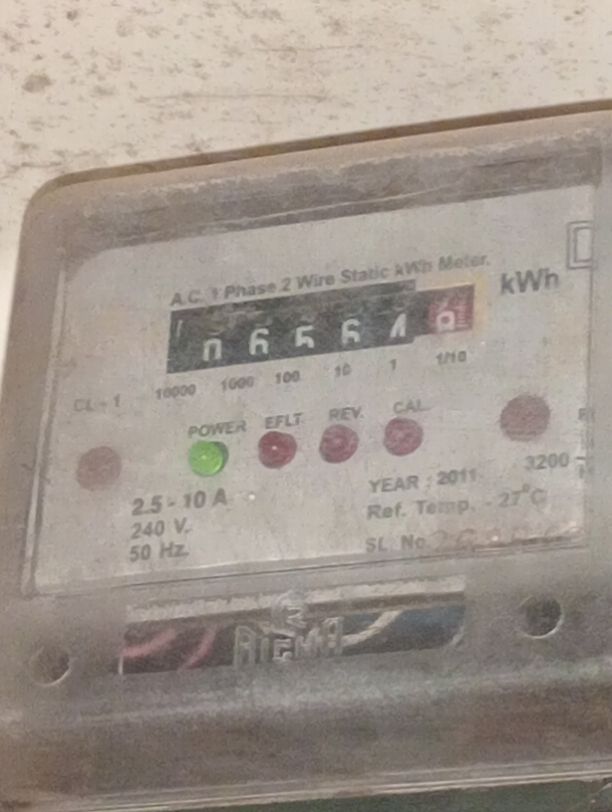 A.C. 1 Phase 2 Wire Static kWh Meter.
kWh
0 6 5 6 4
10000 1000 100 10 1 1/10
CL - 1
POWER EFLT REV. CAL
3200
2.5 - 10 A
240 V.
50 Hz.
YEAR : 2011
Ref. Temp. - 27°C
SL. No.